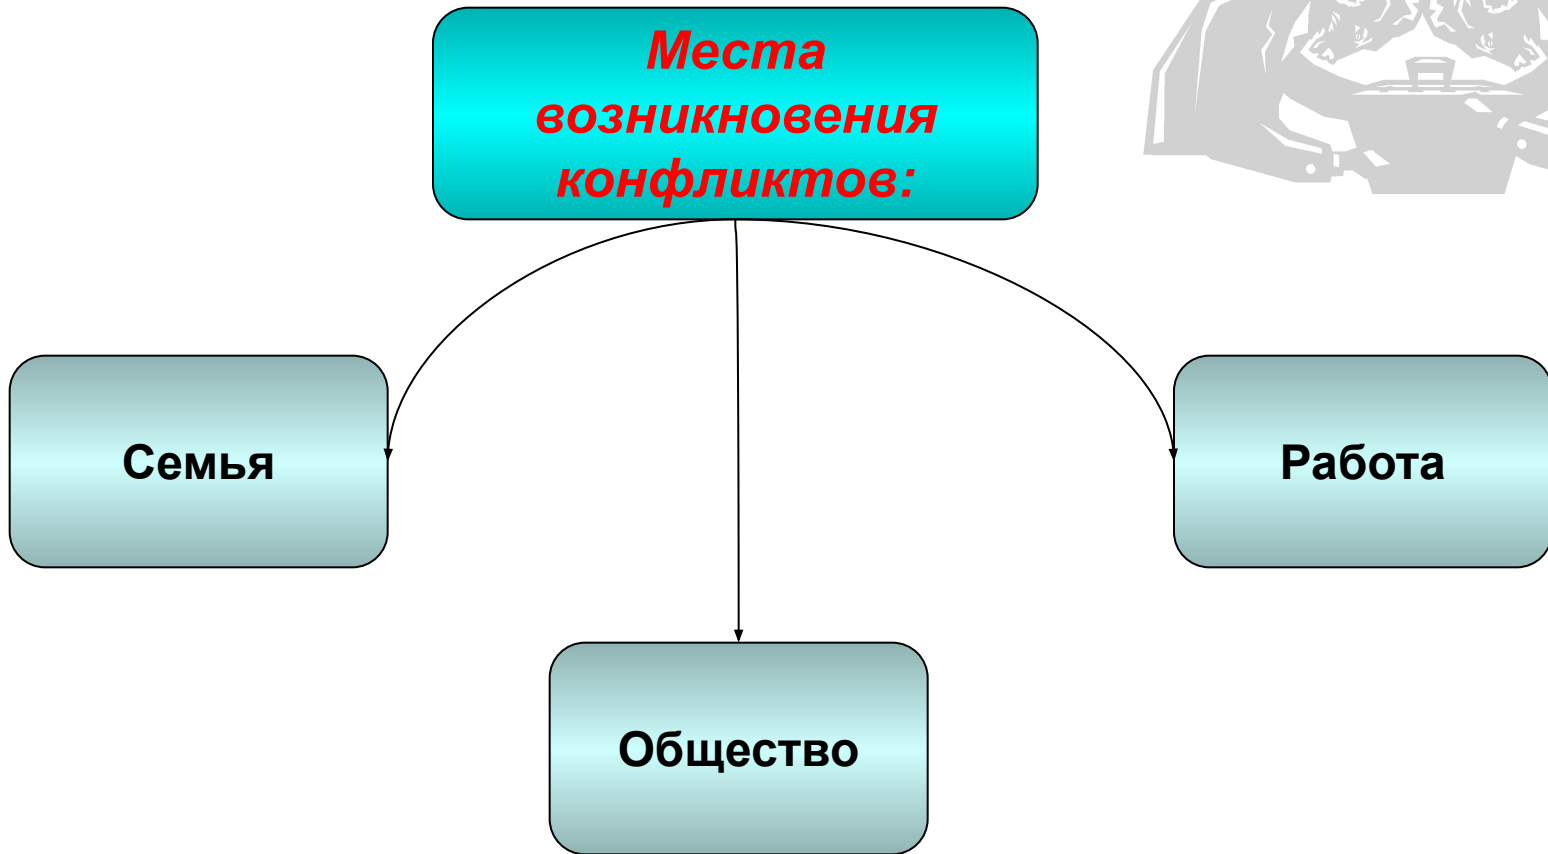 Места
возникновения
конфликтов:
Семья
Работа
Общество